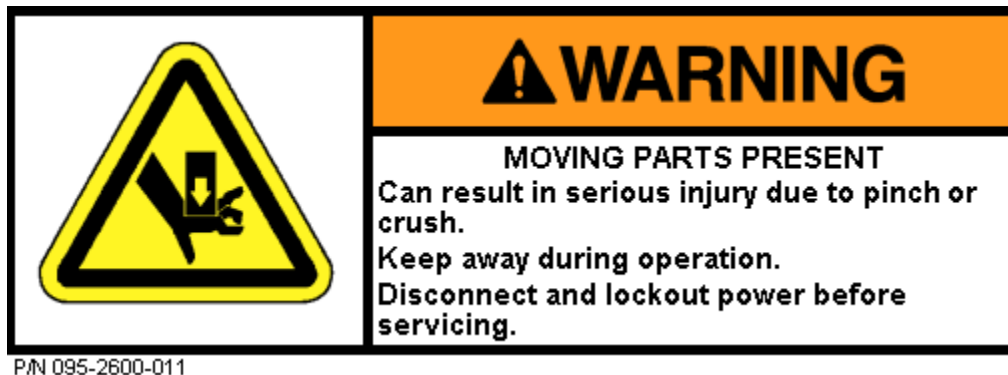 WARNING
MOVING PARTS PRESENT
Can result in serious injury due to pinch or
crush.
Keep away during operation.
Disconnect and lockout power before
servicing.
P/N 095-2600-011